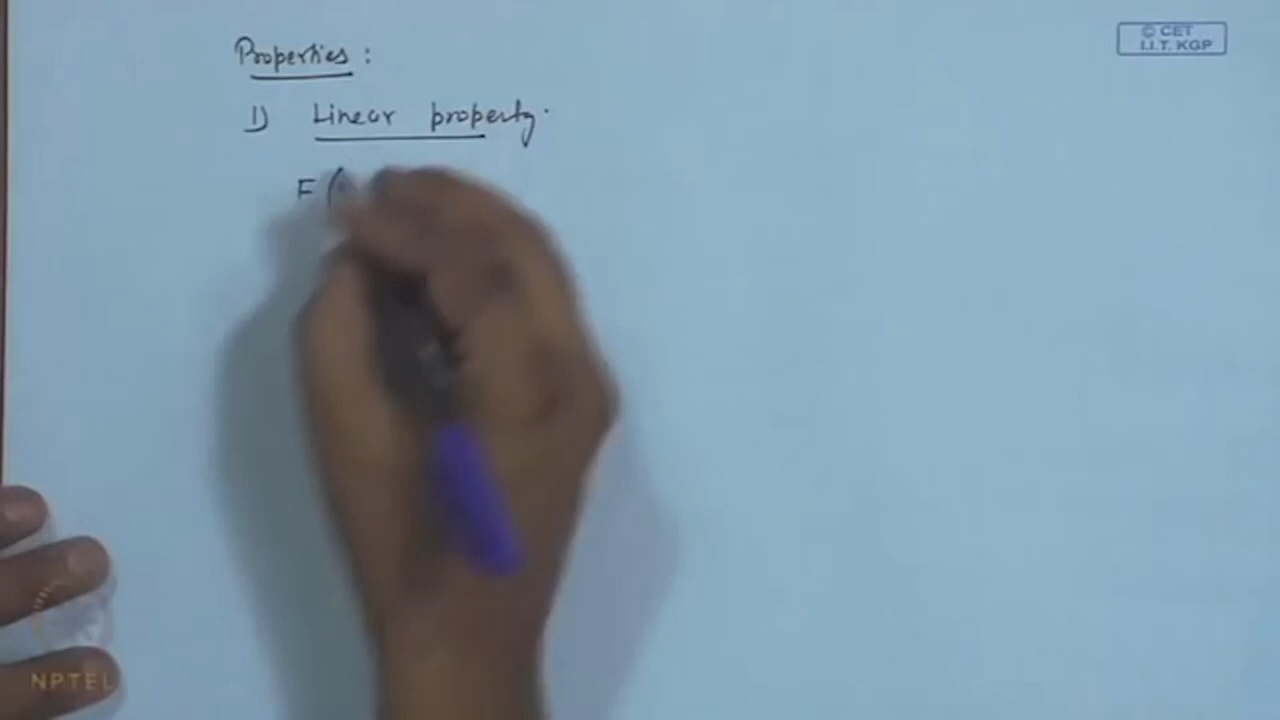 Properties :
© CET
I.I.T. KGP
1) Linear property.
F (
NPTEL